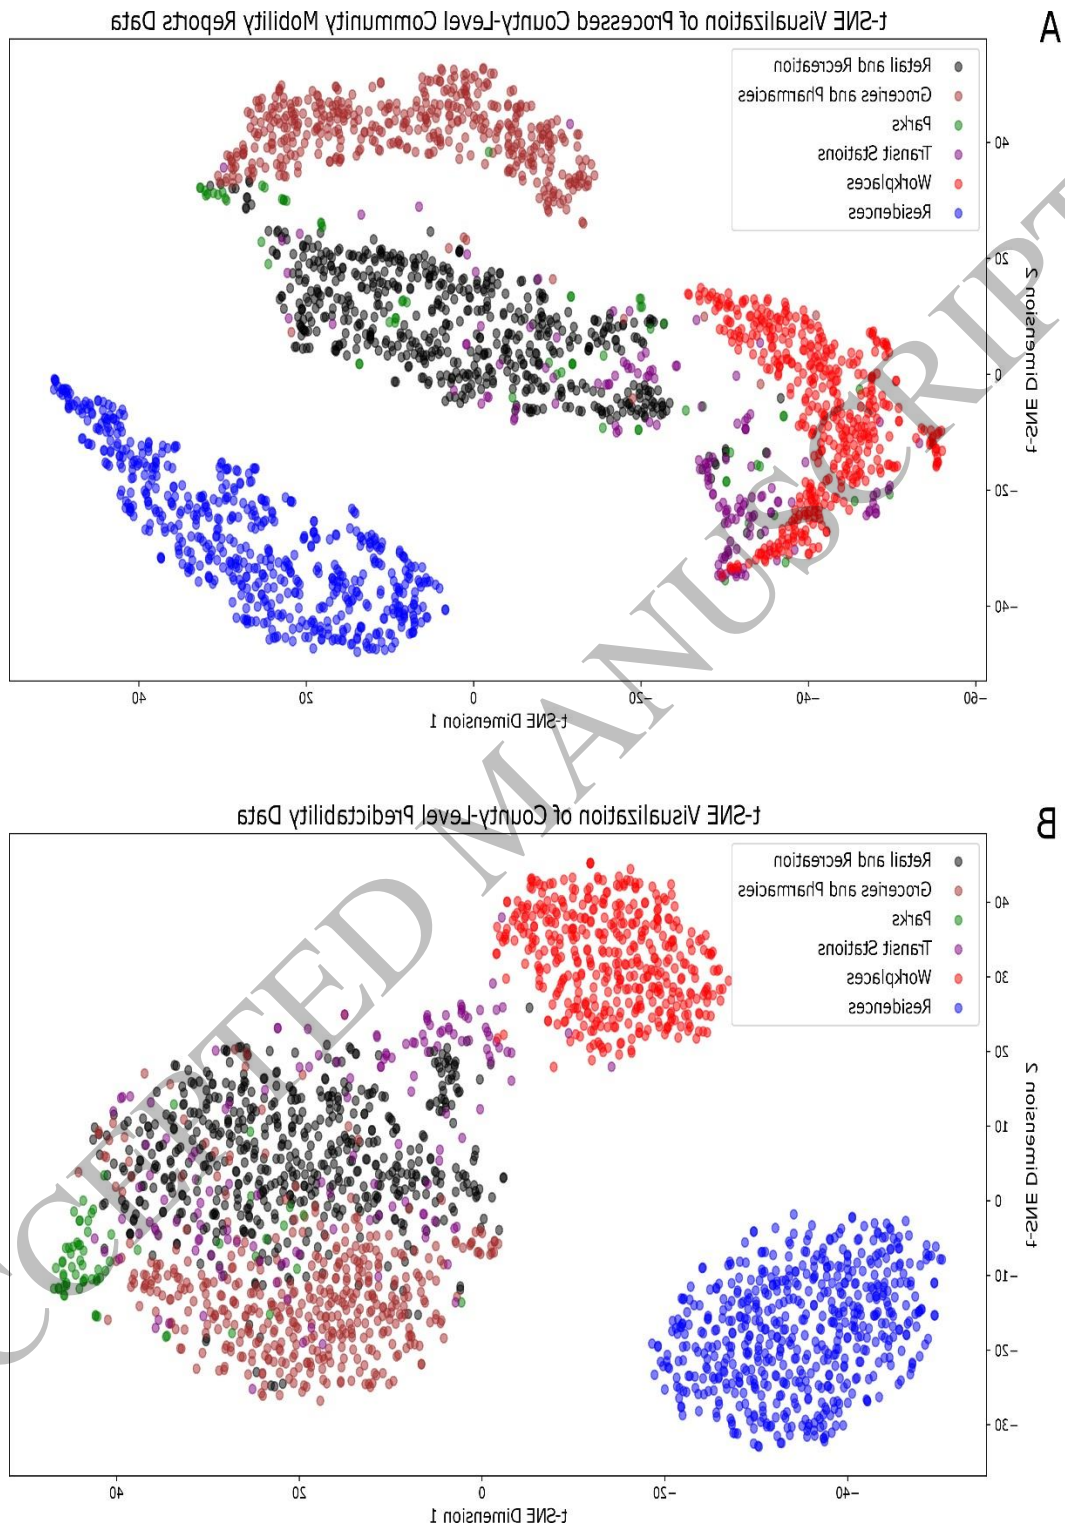 A
t-SNE Visualization of Processed County-Level Community Mobility Reports Data
Retail and Recreation
Groceries and Pharmacies
Parks
Transit Stations
Workplaces
Residences
40
20
0
−20
−40
t-SNE Dimension 2
−60 −40 −20 0 20 40
t-SNE Dimension 1
B
t-SNE Visualization of County-Level Predictability Data
Retail and Recreation
Groceries and Pharmacies
Parks
Transit Stations
Workplaces
Residences
40
30
20
10
0
−10
−20
−30
t-SNE Dimension 2
−40 −20 0 20 40
t-SNE Dimension 1
CCEPTED MANUSCRIPT